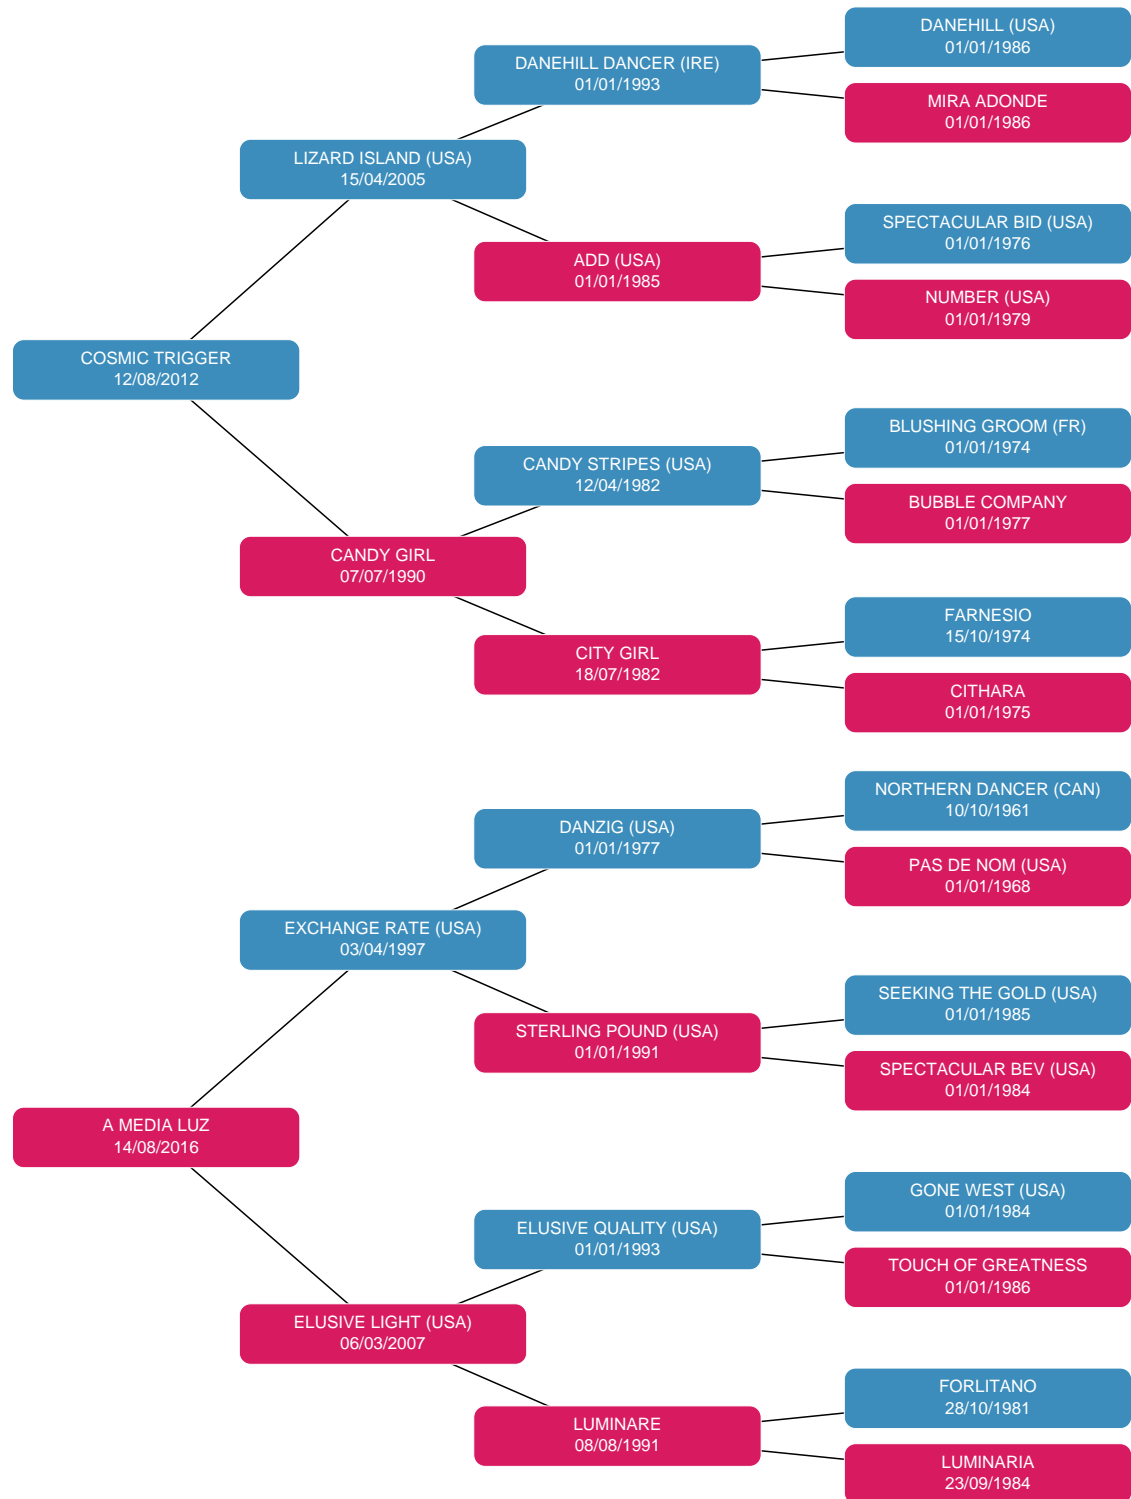 DANEHILL (USA)
01/01/1986
DANEHILL DANCER (IRE)
01/01/1993
MIRA ADONDE
01/01/1986
LIZARD ISLAND (USA)
15/04/2005
SPECTACULAR BID (USA)
01/01/1976
ADD (USA)
01/01/1985
NUMBER (USA)
01/01/1979
COSMIC TRIGGER
12/08/2012
BLUSHING GROOM (FR)
01/01/1974
CANDY STRIPES (USA)
12/04/1982
BUBBLE COMPANY
01/01/1977
CANDY GIRL
07/07/1990
FARNESIO
15/10/1974
CITY GIRL
18/07/1982
CITHARA
01/01/1975
NORTHERN DANCER (CAN)
10/10/1961
DANZIG (USA)
01/01/1977
PAS DE NOM (USA)
01/01/1968
EXCHANGE RATE (USA)
03/04/1997
SEEKING THE GOLD (USA)
01/01/1985
STERLING POUND (USA)
01/01/1991
SPECTACULAR BEV (USA)
01/01/1984
A MEDIA LUZ
14/08/2016
GONE WEST (USA)
01/01/1984
ELUSIVE QUALITY (USA)
01/01/1993
TOUCH OF GREATNESS
01/01/1986
ELUSIVE LIGHT (USA)
06/03/2007
FORLITANO
28/10/1981
LUMINARE
08/08/1991
LUMINARIA
23/09/1984